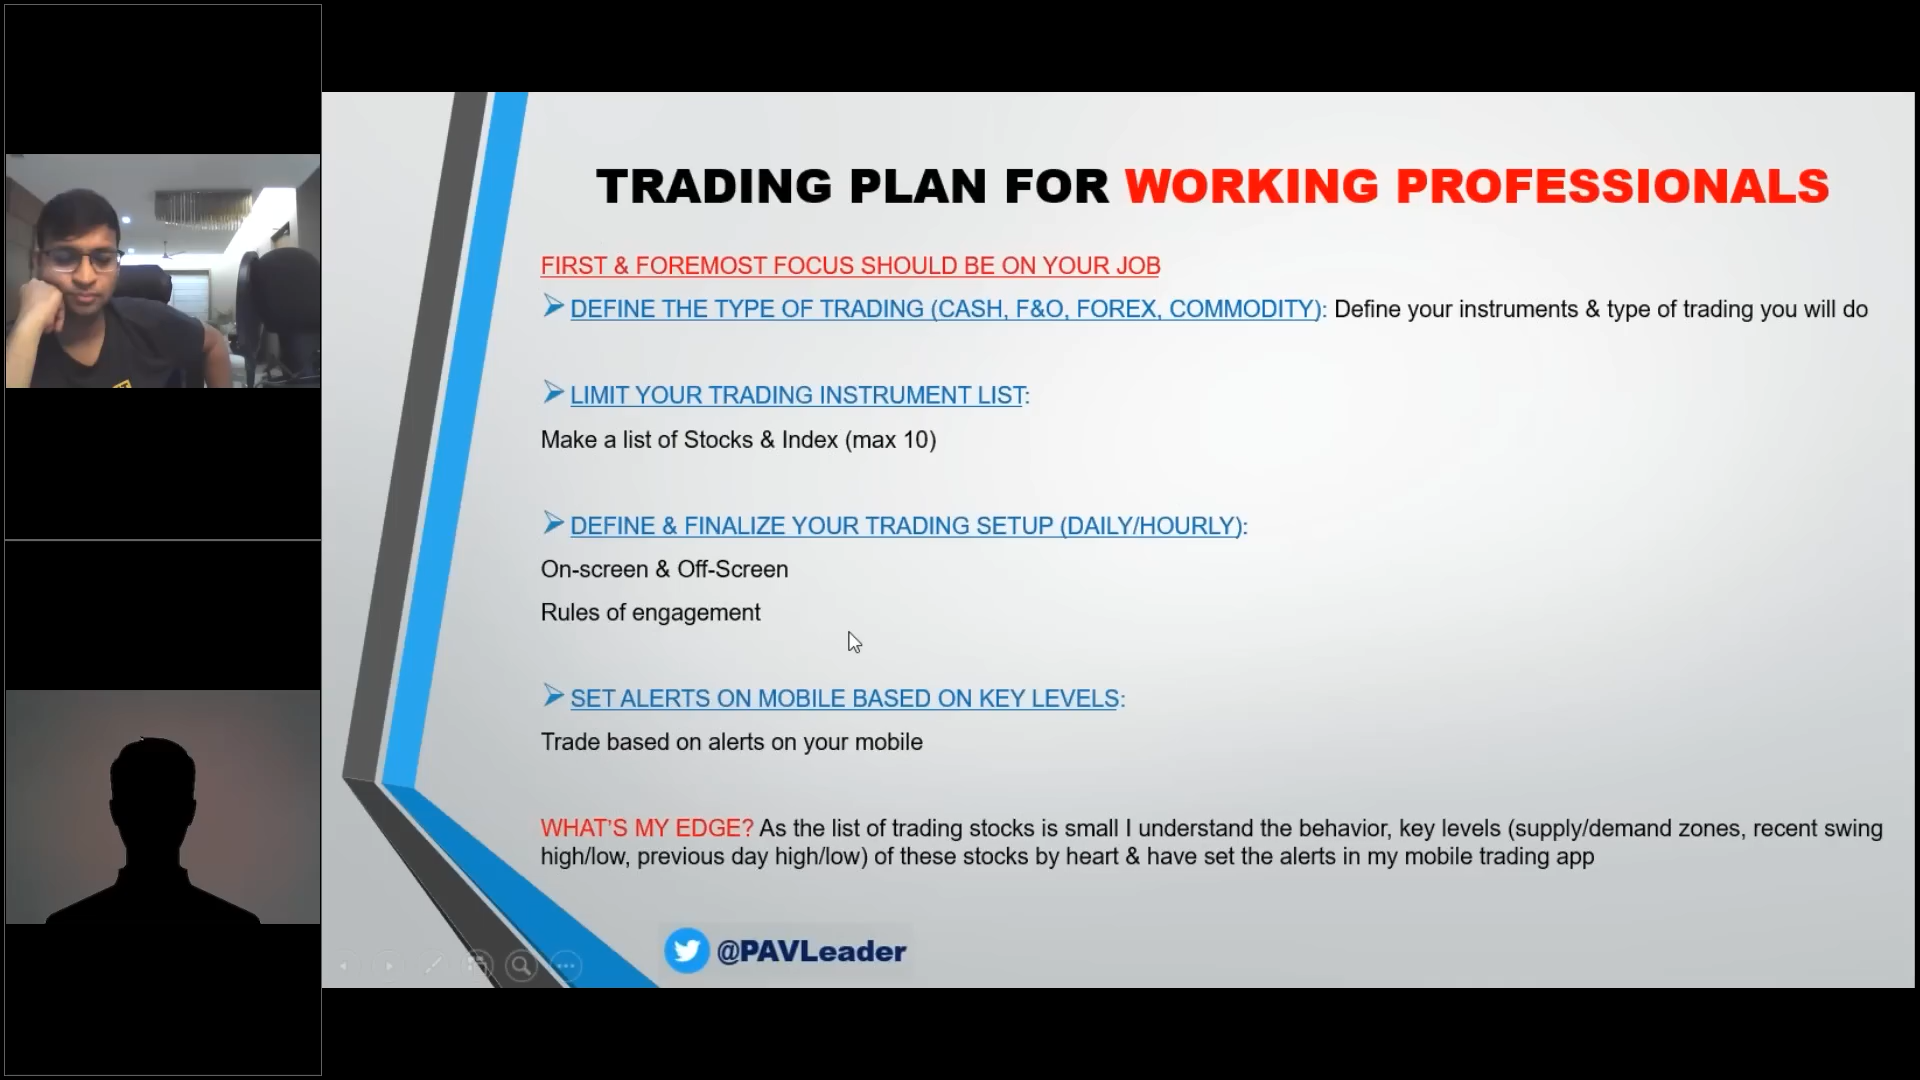 TRADING PLAN FOR WORKING PROFESSIONALS
FIRST & FOREMOST FOCUS SHOULD BE ON YOUR JOB
DEFINE THE TYPE OF TRADING (CASH, F&O, FOREX, COMMODITY): Define your instruments & type of trading you will do
LIMIT YOUR TRADING INSTRUMENT LIST:
Make a list of Stocks & Index (max 10)
DEFINE & FINALIZE YOUR TRADING SETUP (DAILY/HOURLY):
On-screen & Off-Screen
Rules of engagement
SET ALERTS ON MOBILE BASED ON KEY LEVELS:
Trade based on alerts on your mobile
WHAT'S MY EDGE? As the list of trading stocks is small I understand the behavior, key levels (supply/demand zones, recent swing
high/low, previous day high/low) of these stocks by heart & have set the alerts in my mobile trading app
@PAVLeader